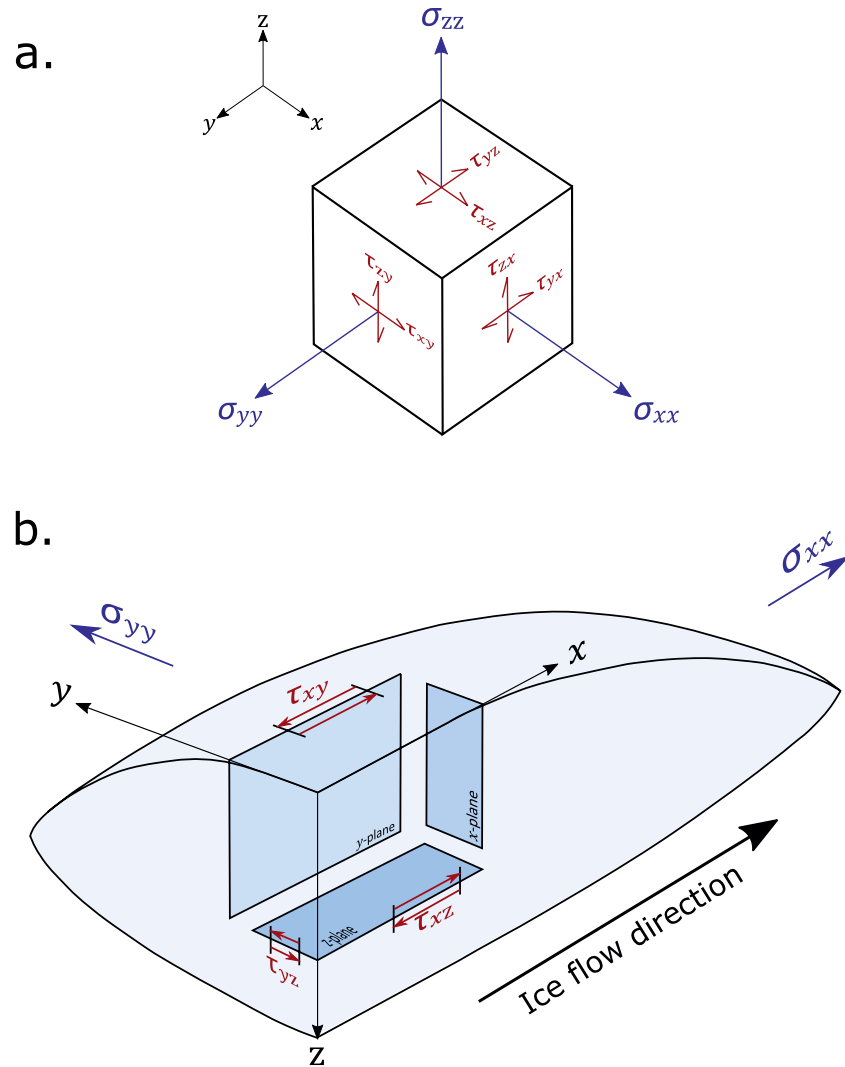 a.
z
y
x
σzz
τyz
τxz
τzy
τxy
τzx
τyx
σyy
σxx
b.
σxx
σyy
y
x
τxy
y-plane
x-plane
z-plane
τxz
τyz
Ice flow direction
z